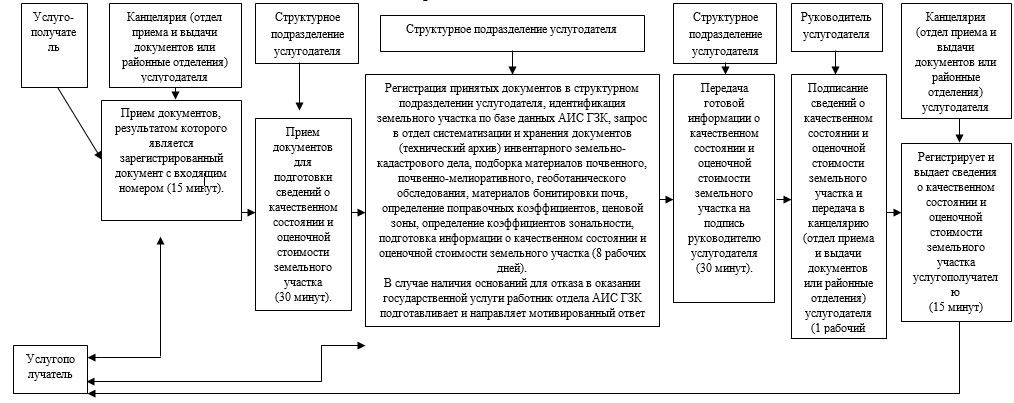 Услуго-
получате
ль
Канцелярия (отдел
приема и выдачи
документов или
районные отделения)
услугодателя
Структурное
подразделение
услугодателя
Структурное подразделение услугодателя
Структурное
подразделение
услугодателя
Руководитель
услугодателя
Канцелярия
(отдел приема и
выдачи
документов или
районные
отделения)
услугодателя
Прием документов,
результатом которого
является
зарегистрированный
документ с входящим
номером (15 минут).
Прием
документов
для
подготовки
сведений о
качественном
состоянии и
оценочной
стоимости
земельного
участка
(30 минут).
Регистрация принятых документов в структурном
подразделении услугодателя, идентификация
земельного участка по базе данных АИС ГЗК, запрос
в отдел систематизации и хранения документов
(технический архив) инвентарного земельно-
кадастрового дела, подборка материалов почвенного,
почвенно-мелиоративного, геоботанического
обследования, материалов бонитировки почв,
определение поправочных коэффициентов, ценовой
зоны, определение коэффициентов зональности,
подготовка информации о качественном состоянии и
оценочной стоимости земельного участка (8 рабочих
дней).
В случае наличия оснований для отказа в оказании
государственной услуги работник отдела АИС ГЗК
подготавливает и направляет мотивированный ответ
Передача
готовой
информации о
качественном
состоянии и
оценочной
стоимости
земельного
участка на
подпись
руководителю
услугодателя
(30 минут).
Подписание
сведений о
качественном
состоянии и
оценочной
стоимости
земельного
участка и
передача в
канцелярию
(отдел приема
и выдачи
документов
или районные
отделения)
услугодателя
(1 рабочий
Регистрирует и
выдает сведения
о качественном
состоянии и
оценочной
стоимости
земельного
участка
услугополучател
ю
(15 минут)
Услугопо
лучатель